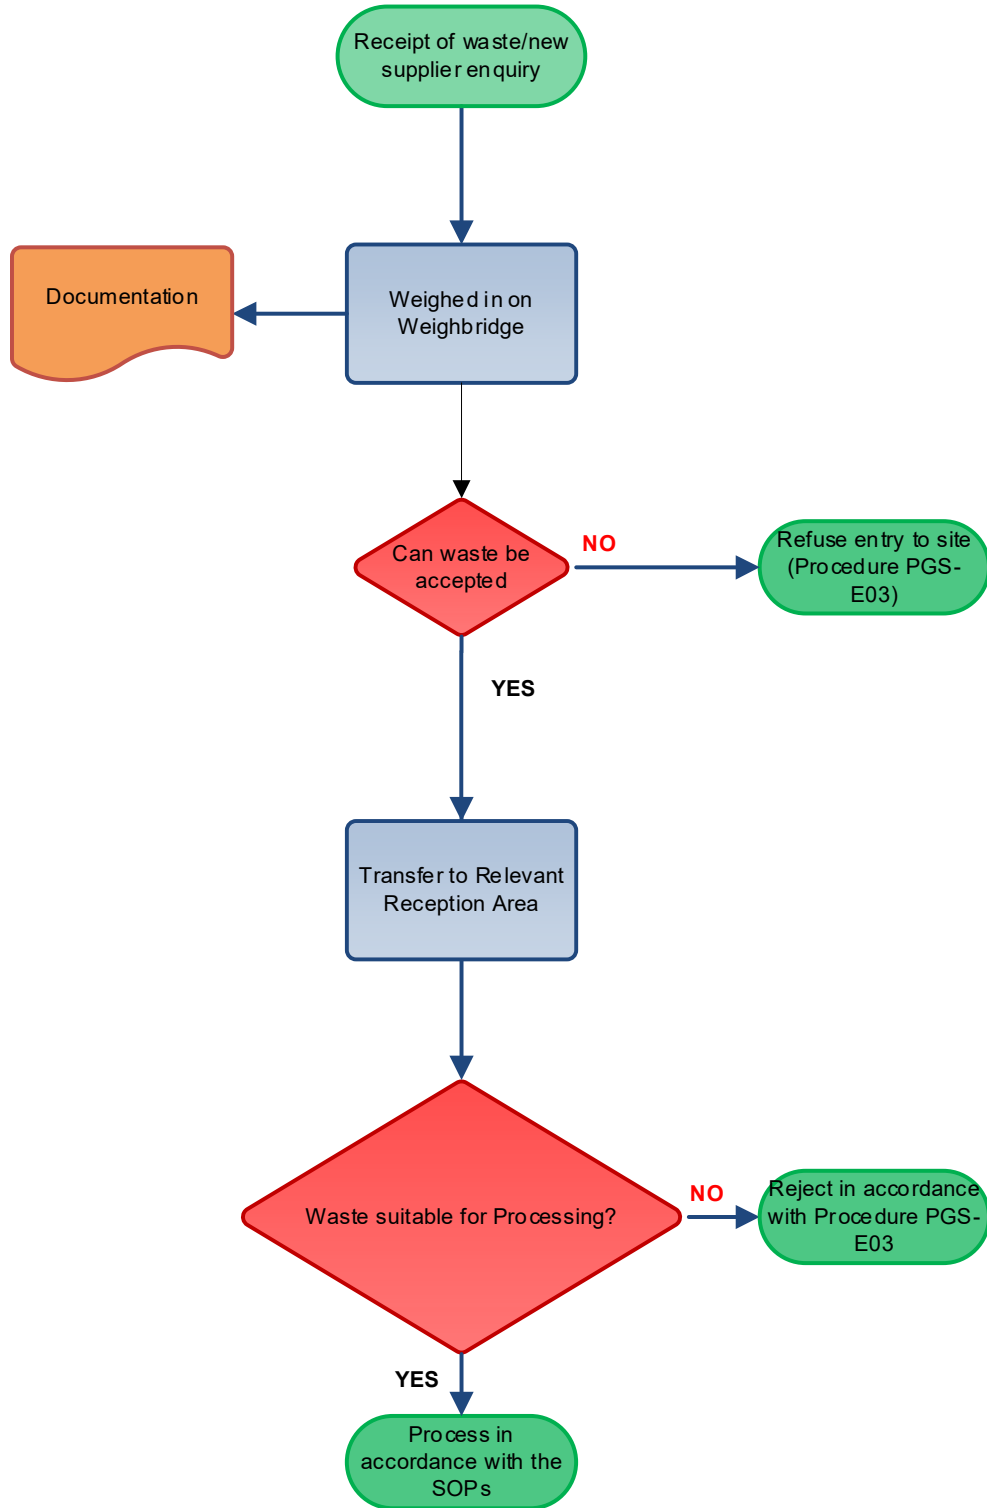 Receipt of waste/new
supplier enquiry
Documentation
Weighed in on
Weighbridge
Can waste be
accepted
NO
Refuse entry to site
(Procedure PGS-
E03)
YES
Transfer to Relevant
Reception Area
Waste suitable for Processing?
NO
Reject in accordance
with Procedure PGS-
E03
YES
Process in
accordance with the
SOPs